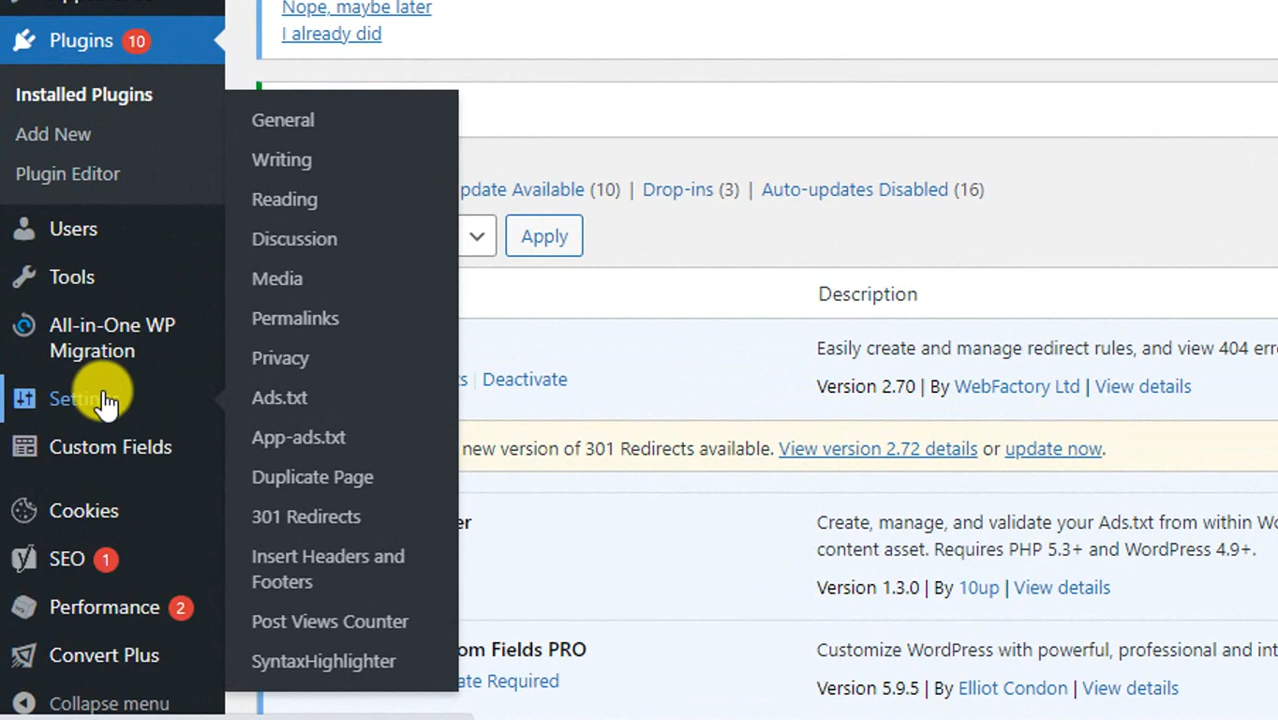 Nope, maybe later
I already did
Plugins 10
Installed Plugins
Add New
Plugin Editor
Users
Tools
All-in-One WP
Migration
Custom Fields
Cookies
SEO 1
Performance 2
Convert Plus
Collapse menu
General
Writing
Reading
Discussion
Media
Permalinks
Privacy
Ads.txt
App-ads.txt
Duplicate Page
301 Redirects
Insert Headers and
Footers
Post Views Counter
SyntaxHighlighter
pdate Available (10) | Drop-ins (3) | Auto-updates Disabled (16)
Apply
Description
s | Deactivate
Easily create and manage redirect rules, and view 404 erro
Version 2.70 | By WebFactory Ltd | View details
new version of 301 Redirects available. View version 2.72 details or update now.
er
Create, manage, and validate your Ads.txt from within Wo
content asset. Requires PHP 5.3+ and WordPress 4.9+.
Version 1.3.0 | By 10up | View details
om Fields PRO
ate Required
Customize WordPress with powerful, professional and int
Version 5.9.5 | By Elliot Condon | View details